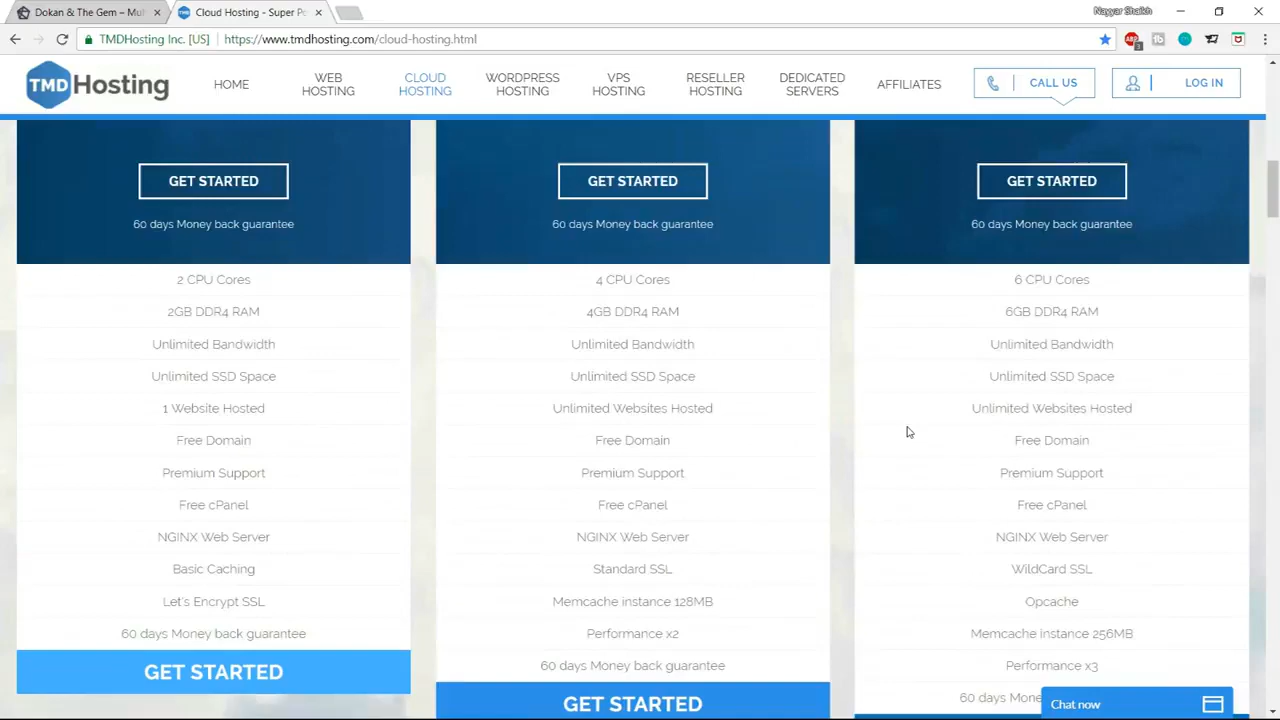 Dokan & The Gem – Mul
Cloud Hosting - Super Po
Nayyar Shaikh
TMDHosting Inc. [US]
https://www.tmdhosting.com/cloud-hosting.html
TMDHosting
HOME
WEB HOSTING
CLOUD HOSTING
WORDPRESS HOSTING
VPS HOSTING
RESELLER HOSTING
DEDICATED SERVERS
AFFILIATES
CALL US
LOG IN
GET STARTED
60 days Money back guarantee
2 CPU Cores
2GB DDR4 RAM
Unlimited Bandwidth
Unlimited SSD Space
1 Website Hosted
Free Domain
Premium Support
Free cPanel
NGINX Web Server
Basic Caching
Let's Encrypt SSL
60 days Money back guarantee
GET STARTED
GET STARTED
60 days Money back guarantee
4 CPU Cores
4GB DDR4 RAM
Unlimited Bandwidth
Unlimited SSD Space
Unlimited Websites Hosted
Free Domain
Premium Support
Free cPanel
NGINX Web Server
Standard SSL
Memcache instance 128MB
Performance x2
60 days Money back guarantee
GET STARTED
GET STARTED
60 days Money back guarantee
6 CPU Cores
6GB DDR4 RAM
Unlimited Bandwidth
Unlimited SSD Space
Unlimited Websites Hosted
Free Domain
Premium Support
Free cPanel
NGINX Web Server
WildCard SSL
Opcache
Memcache instance 256MB
Performance x3
60 days Mone
Chat now